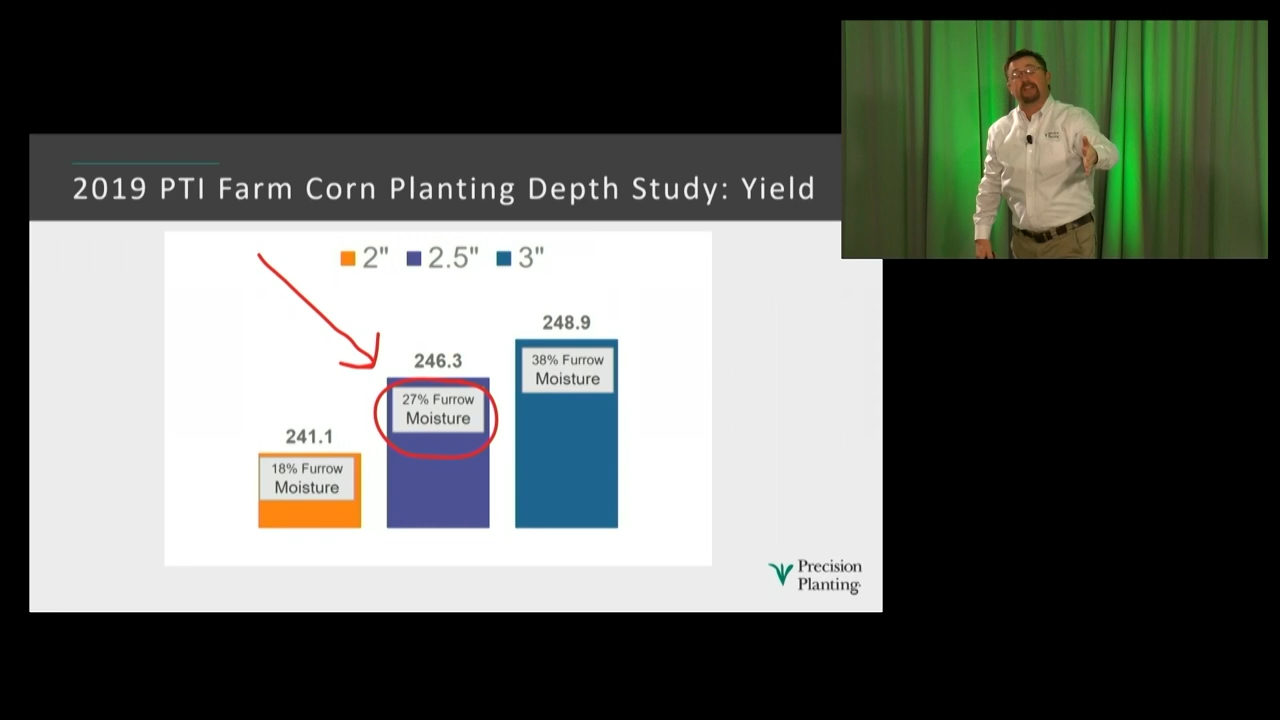 2019 PTI Farm Corn Planting Depth Study: Yield
2" 2.5" 3"
248.9
38% Furrow
Moisture
246.3
27% Furrow
Moisture
241.1
18% Furrow
Moisture
Precision
Planting